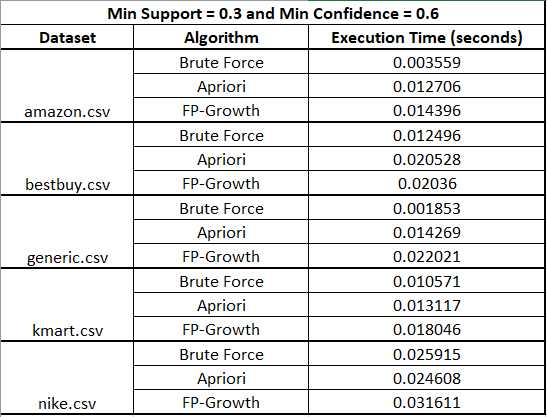 Min Support = 0.3 and Min Confidence = 0.6
Dataset Algorithm Execution Time (seconds)
Brute Force 0.003559
Apriori 0.012706
amazon.csv FP-Growth 0.014396
Brute Force 0.012496
Apriori 0.020528
bestbuy.csv FP-Growth 0.02036
Brute Force 0.001853
Apriori 0.014269
generic.csv FP-Growth 0.022021
Brute Force 0.010571
Apriori 0.013117
kmart.csv FP-Growth 0.018046
Brute Force 0.025915
Apriori 0.024608
nike.csv FP-Growth 0.031611